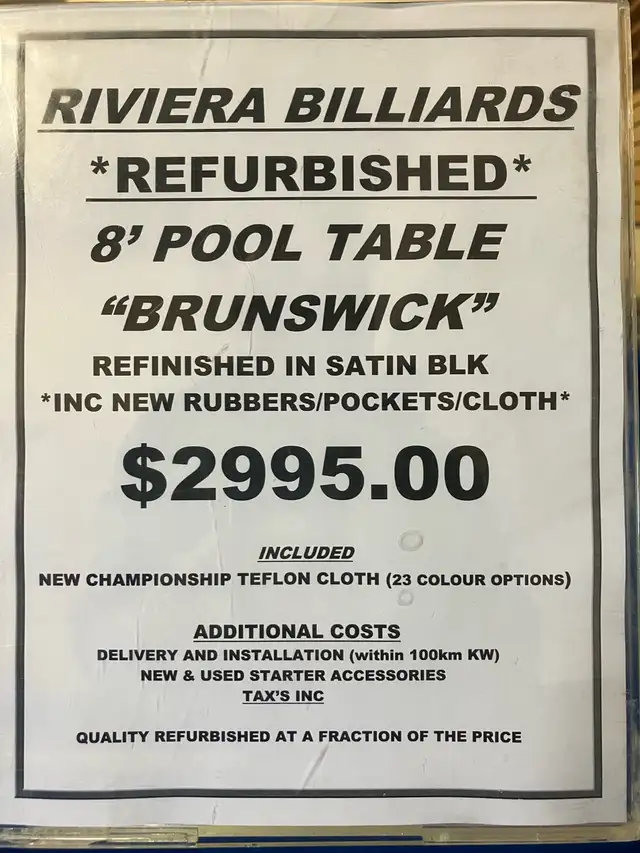 RIVIERA BILLIARDS
*REFURBISHED*
8’ POOL TABLE
“BRUNSWICK”
REFINISHED IN SATIN BLK
*INC NEW RUBBERS/POCKETS/CLOTH*
$2995.00
INCLUDED
NEW CHAMPIONSHIP TEFLON CLOTH (23 COLOUR OPTIONS)
ADDITIONAL COSTS
DELIVERY AND INSTALLATION (within 100km KW)
NEW & USED STARTER ACCESSORIES
TAX’S INC
QUALITY REFURBISHED AT A FRACTION OF THE PRICE